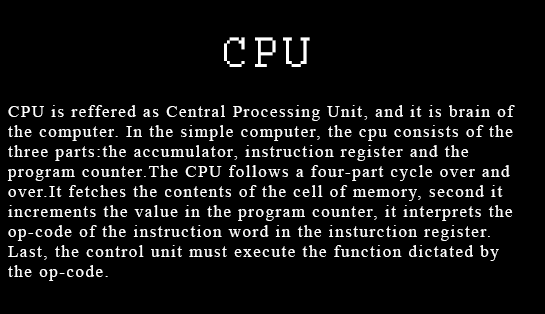 CPU
CPU is reffered as Central Processing Unit, and it is brain of
the computer. In the simple computer, the cpu consists of the
three parts:the accumulator, instruction register and the
program counter.The CPU follows a four-part cycle over and
over.It fetches the contents of the cell of memory, second it
increments the value in the program counter, it interprets the
op-code of the instruction word in the insturction register.
Last, the control unit must execute the function dictated by
the op-code.